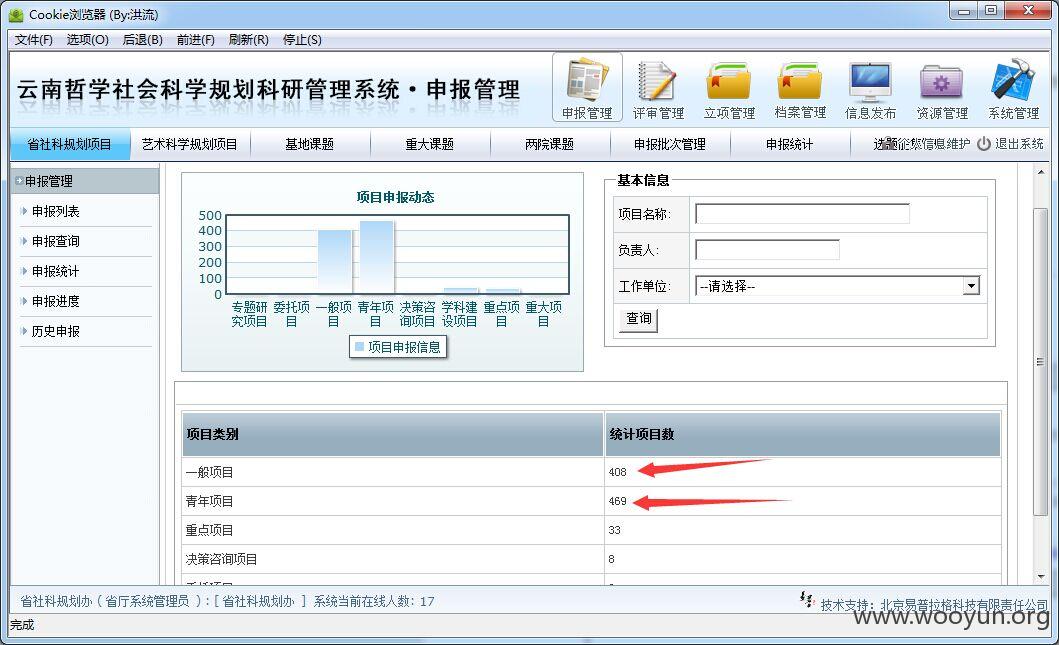 Cookie浏览器 (By:洪流)
文件(F) 选项(O) 后退(B) 前进(F) 刷新(R) 停止(S)
云南哲学社会科学规划科研管理系统·申报管理
申报管理 评审管理 立项管理 档案管理 信息发布 资源管理 系统管理
省社科规划项目 艺术科学规划项目 基地课题 重大课题 两院课题 申报批次管理 申报统计 信息维护 退出系统
申报管理
申报列表
申报查询
申报统计
申报进度
历史申报
项目申报动态
500
400
300
200
100
0
专题研究项目 委托项目 一般项目 青年项目 决策咨询项目 学科建设项目 重点项目 重大项目
项目申报信息
基本信息
项目名称:
负责人:
工作单位: --请选择--
查询
项目类别 统计项目数
一般项目 408
青年项目 469
重点项目 33
决策咨询项目 8
省社科规划办 ( 省厅系统管理员 ) : [ 省社科规划办 ] 系统当前在线人数: 17
技术支持: 北京易普拉格科技有限责任公司
完成
www.wooyun.org